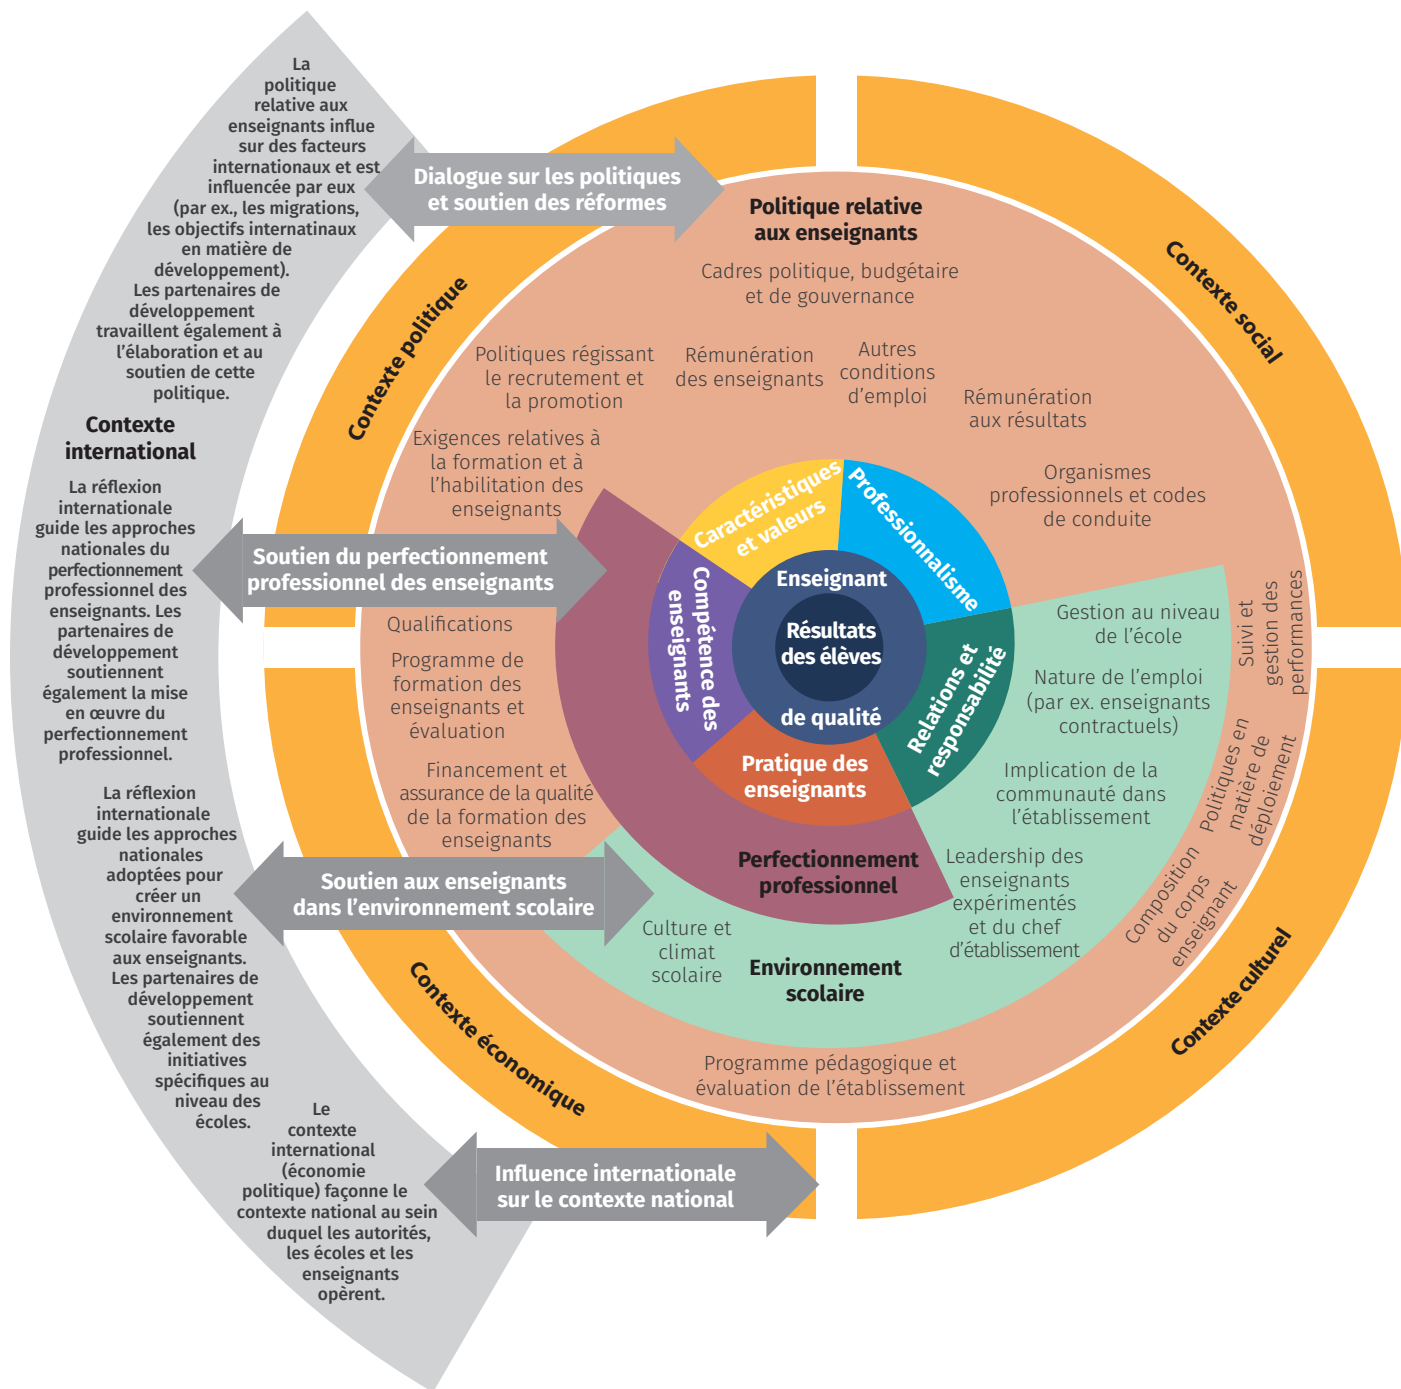 La
politique
relative aux
enseignants influe
sur des facteurs
internationaux et est
influencée par eux
(par ex., les migrations,
les objectifs internatinaux
en matière de
développement).
Les partenaires de
développement
travaillent également à
l’élaboration et au
soutien de cette
politique.
Contexte
international
La réflexion
internationale
guide les approches
nationales du
perfectionnement
professionnel des
enseignants. Les
partenaires de
développement
soutiennent
également la mise
en œuvre du
perfectionnement
professionnel.
La réflexion
internationale
guide les approches
nationales
adoptées pour
créer un
environnement
scolaire favorable
aux enseignants.
Les partenaires de
développement
soutiennent
également des
initiatives
spécifiques au
niveau des
écoles.
Le
contexte
international
(économie
politique) façonne le
contexte national au sein
duquel les autorités,
les écoles et les
enseignants
opèrent.
Dialogue sur les politiques
et soutien des réformes
Soutien du perfectionnement
professionnel des enseignants
Soutien aux enseignants
dans l’environnement scolaire
Influence internationale
sur le contexte national
Contexte politique
Contexte social
Contexte économique
Contexte culturel
Politique relative
aux enseignants
Cadres politique, budgétaire
et de gouvernance
Politiques régissant
le recrutement et
la promotion
Rémunération
des enseignants
Autres
conditions
d’emploi
Rémunération
aux résultats
Exigences relatives à
la formation et à
l’habilitation des
enseignants
Organismes
professionnels et codes
de conduite
Qualifications
Programme de
formation des
enseignants et
évaluation
Financement et
assurance de la qualité
de la formation des
enseignants
Suivi et
gestion des
performances
Politiques en
matière de
déploiement
Composition
du corps
enseignant
Programme pédagogique et
évaluation de l’établissement
Caractéristiques
et valeurs
Professionnalisme
Compétence des
enseignants
Relations et
responsabilité
Pratique des
enseignants
Enseignant
de qualité
Résultats
des élèves
Perfectionnement
professionnel
Gestion au niveau
de l’école
Nature de l’emploi
(par ex. enseignants
contractuels)
Implication de la
communauté dans
l’établissement
Leadership des
enseignants
expérimentés
et du chef
d’établissement
Culture et
climat
scolaire
Environnement
scolaire